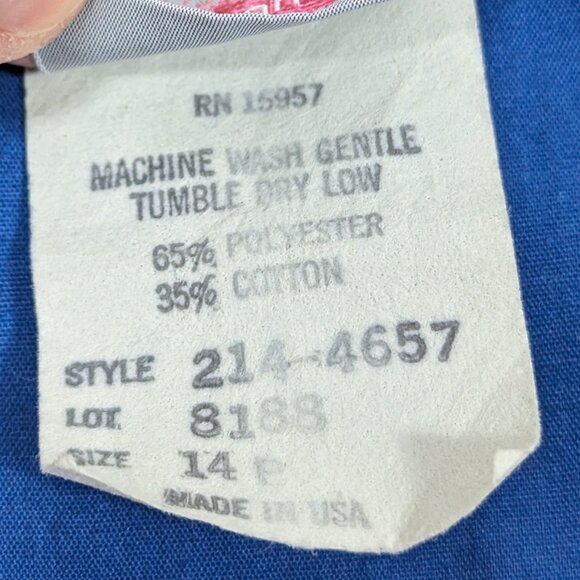 RN 15957
MACHINE WASH GENTLE
TUMBLE DRY LOW
65% POLYESTER
35% COTTON
STYLE 214-4657
LOT 8188
SIZE 14 P
MADE IN USA